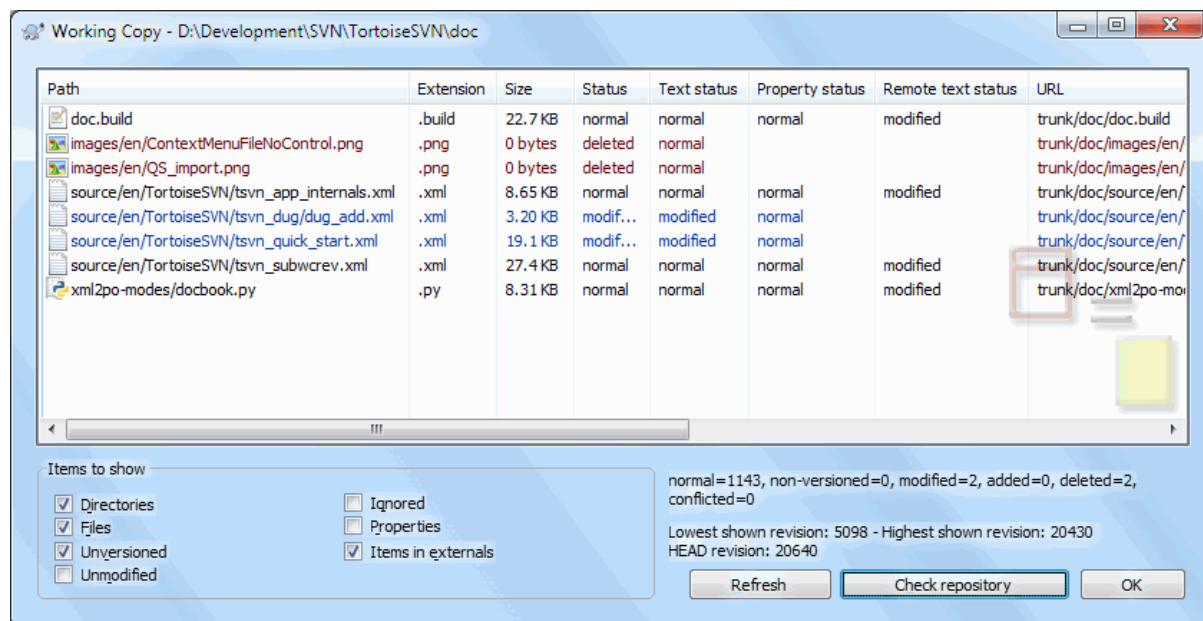 Working Copy - D:\Development\SVN\TortoiseSVN\doc
Path Extension Size Status Text status Property status Remote text status URL
doc.build .build 22.7 KB normal normal normal modified trunk/doc/doc.build
images/en/ContextMenuFileNoControl.png .png 0 bytes deleted normal trunk/doc/images/en/
images/en/QS_import.png .png 0 bytes deleted normal trunk/doc/images/en/
source/en/TortoiseSVN/tsvn_app_internals.xml .xml 8.65 KB normal normal normal modified trunk/doc/source/en/
source/en/TortoiseSVN/tsvn_dug/dug_add.xml .xml 3.20 KB modif... modified normal trunk/doc/source/en/
source/en/TortoiseSVN/tsvn_quick_start.xml .xml 19.1 KB modif... modified normal trunk/doc/source/en/
source/en/TortoiseSVN/tsvn_subwcrev.xml .xml 27.4 KB normal normal normal modified trunk/doc/source/en/
xml2po-modes/docbook.py .py 8.31 KB normal normal normal modified trunk/doc/xml2po-mo
Items to show
Directories
Files
Unversioned
Unmodified
Ignored
Properties
Items in externals
normal=1143, non-versioned=0, modified=2, added=0, deleted=2,
conflicted=0
Lowest shown revision: 5098 - Highest shown revision: 20430
HEAD revision: 20640
Refresh Check repository OK